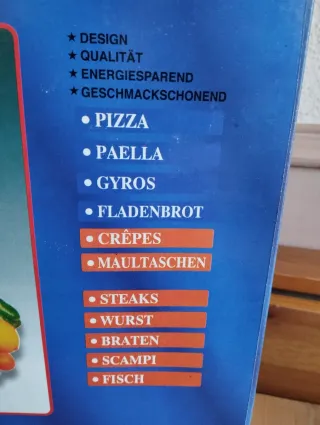 ★ DESIGN
★ QUALITÄT
★ ENERGIESPAREND
★ GESCHMACKSCHONEND
• PIZZA
• PAELLA
• GYROS
• FLADENBROT
• CRÊPES
• MAULTASCHEN
• STEAKS
• WURST
• BRATEN
• SCAMPI
• FISCH